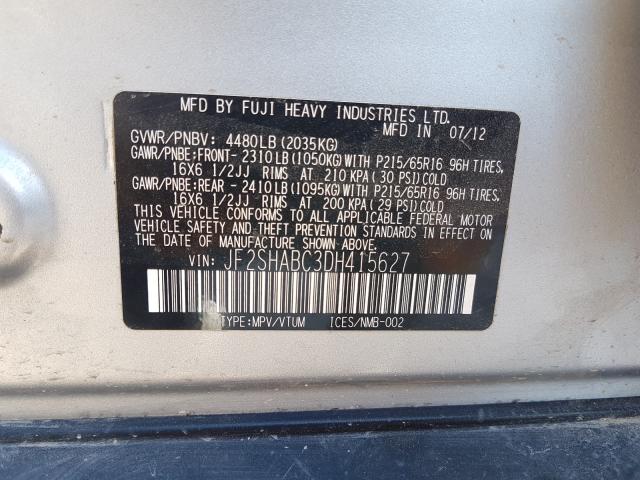 MFD BY FUJI HEAVY INDUSTRIES LTD.
MFD IN 07/12
GVWR/PNBV: 4480LB(2035KG)
GAWR/PNBE:FRONT- 2310LB(1050KG)WITH P215/65R16 96H TIRES,
16X6 1/2JJ RIMS AT 210 KPA(30 PSI)COLD
GAWR/PNBE:REAR - 2410LB(1095KG)WITH P215/65R16 96H TIRES,
16X6 1/2JJ RIMS AT 200 KPA(29 PSI)COLD
THIS VEHICLE CONFORMS TO ALL APPLICABLE FEDERAL MOTOR
VEHICLE SAFETY AND THEFT PREVENTION STANDARDS IN EFFECT
ON THE DATE OF MANUFACTURE SHOWN ABOVE.
VIN: JF2SHABC3DH415627
TYPE:MPV/VTUM ICES/NMB-002